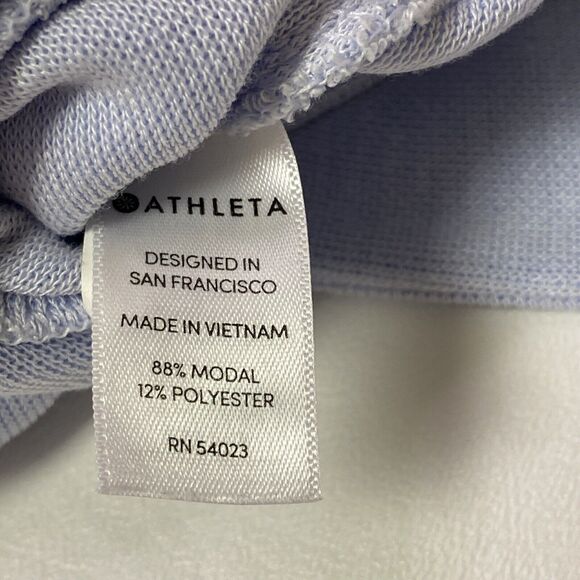 ATHLETA
DESIGNED IN
SAN FRANCISCO
MADE IN VIETNAM
88% MODAL
12% POLYESTER
RN 54023